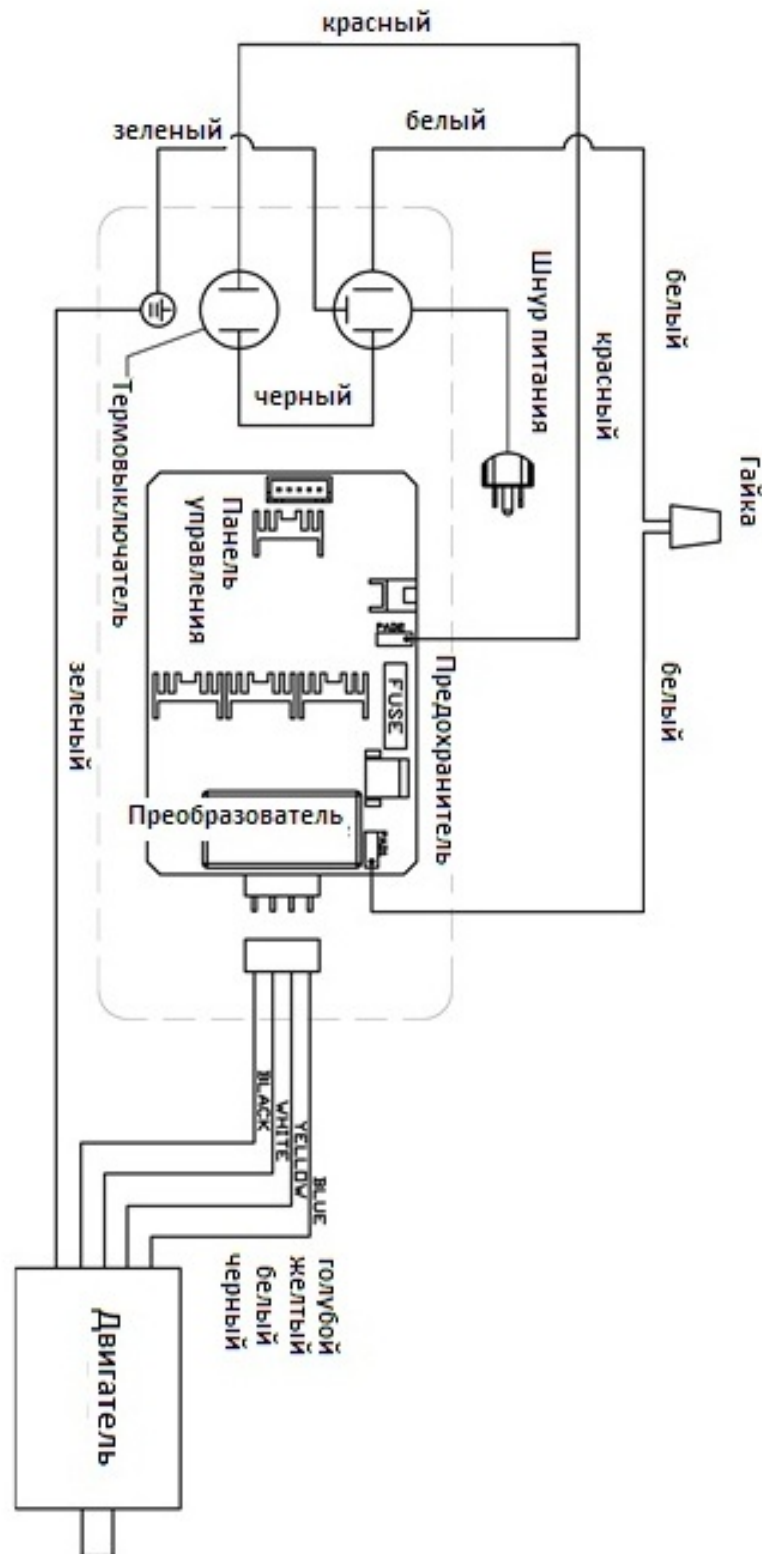 красный
зеленый
белый
Шнур питания
красный
белый
Гайка
Термовыключатель
черный
Панель
управления
зеленый
PADE
FUSE
Предохранитель
белый
Преобразователь
BLACK
WHITE
YELLOW
BLUE
голубой
желтый
белый
черный
Двигатель